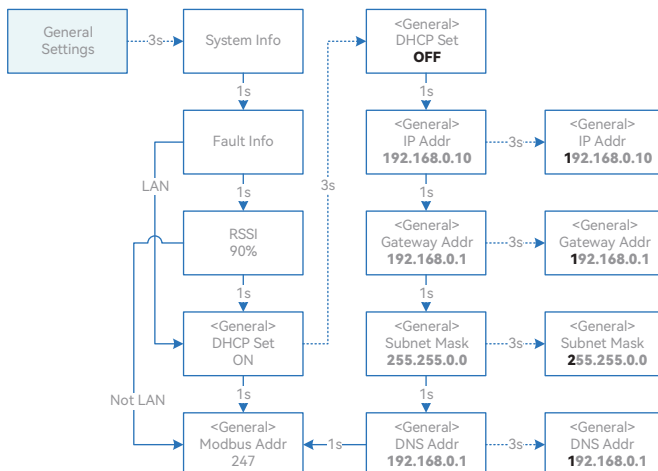 General
Settings
3s
System Info
<General>
DHCP Set
OFF
1s
1s
Fault Info
<General>
IP Addr
192.168.0.10
3s
<General>
IP Addr
192.168.0.10
LAN
3s
1s
1s
RSSI
90%
<General>
Gateway Addr
192.168.0.1
3s
<General>
Gateway Addr
192.168.0.1
1s
1s
<General>
DHCP Set
ON
<General>
Subnet Mask
255.255.0.0
3s
<General>
Subnet Mask
255.255.0.0
Not LAN
1s
1s
<General>
Modbus Addr
247
1s
<General>
DNS Addr
192.168.0.1
3s
<General>
DNS Addr
192.168.0.1